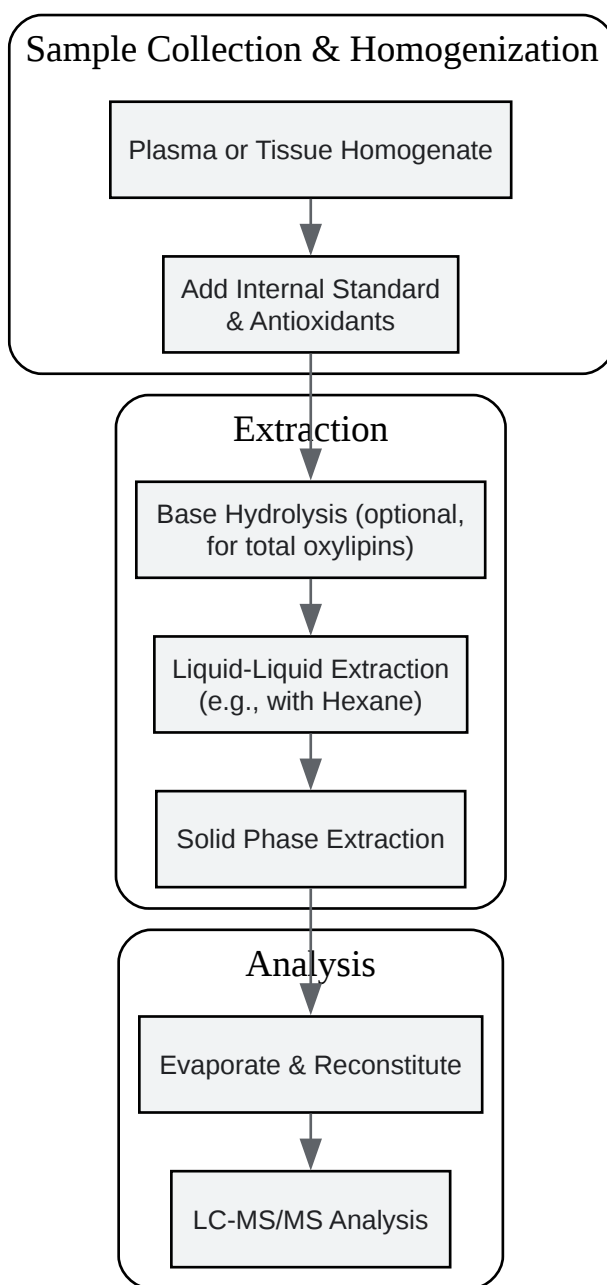 Sample Collection & Homogenization
Plasma or Tissue Homogenate
Add Internal Standard
& Antioxidants
Extraction
Base Hydrolysis (optional,
for total oxylipins)
Liquid-Liquid Extraction
(e.g., with Hexane)
Solid Phase Extraction
Analysis
Evaporate & Reconstitute
LC-MS/MS Analysis